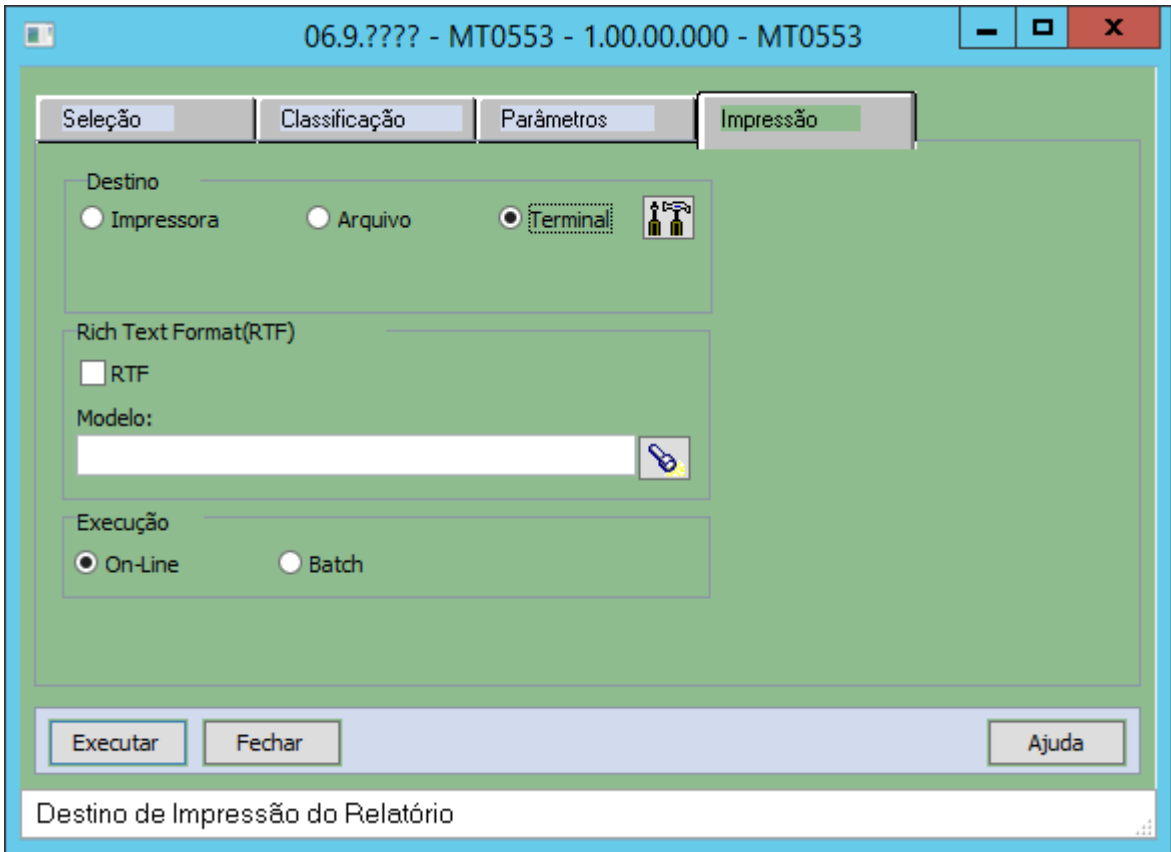 06.9.???? - MT0553 - 1.00.00.000 - MT0553
Seleção Classificação Parâmetros Impressão
Destino
Impressora Arquivo Terminal
Rich Text Format(RTF)
RTF
Modelo:
Execução
On-Line Batch
Executar Fechar Ajuda
Destino de Impressão do Relatório